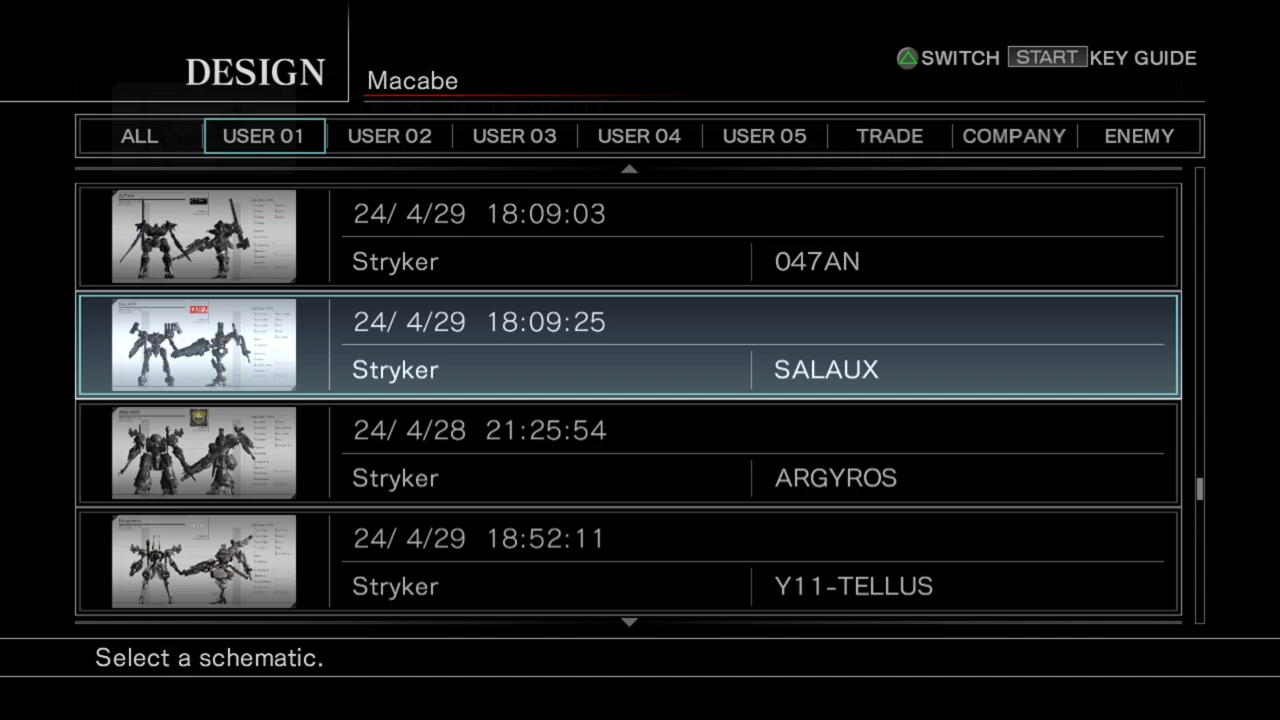 DESIGN
Macabe
SWITCH START KEY GUIDE
ALL USER 01 USER 02 USER 03 USER 04 USER 05 TRADE COMPANY ENEMY
24/ 4/29 18:09:03
Stryker 047AN
24/ 4/29 18:09:25
Stryker SALAUX
24/ 4/28 21:25:54
Stryker ARGYROS
24/ 4/29 18:52:11
Stryker Y11-TELLUS
Select a schematic.